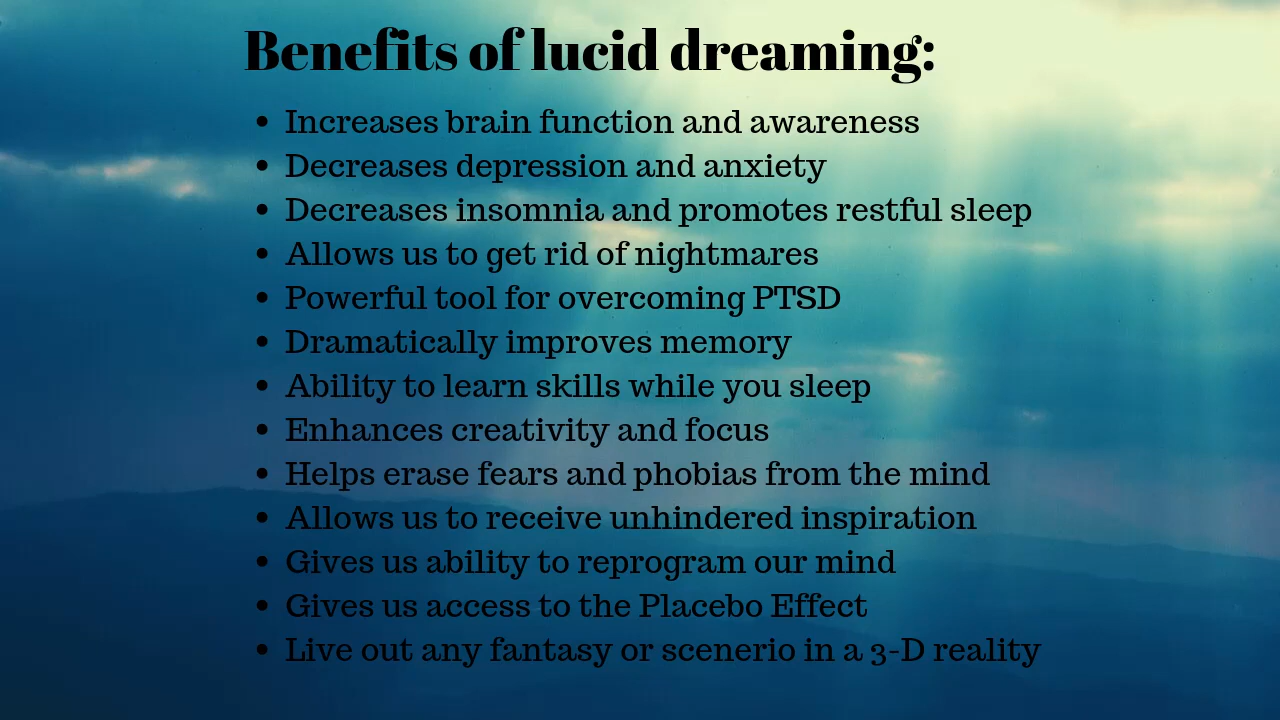 Benefits of lucid dreaming:
• Increases brain function and awareness
• Decreases depression and anxiety
• Decreases insomnia and promotes restful sleep
• Allows us to get rid of nightmares
• Powerful tool for overcoming PTSD
• Dramatically improves memory
• Ability to learn skills while you sleep
• Enhances creativity and focus
• Helps erase fears and phobias from the mind
• Allows us to receive unhindered inspiration
• Gives us ability to reprogram our mind
• Gives us access to the Placebo Effect
• Live out any fantasy or scenerio in a 3-D reality